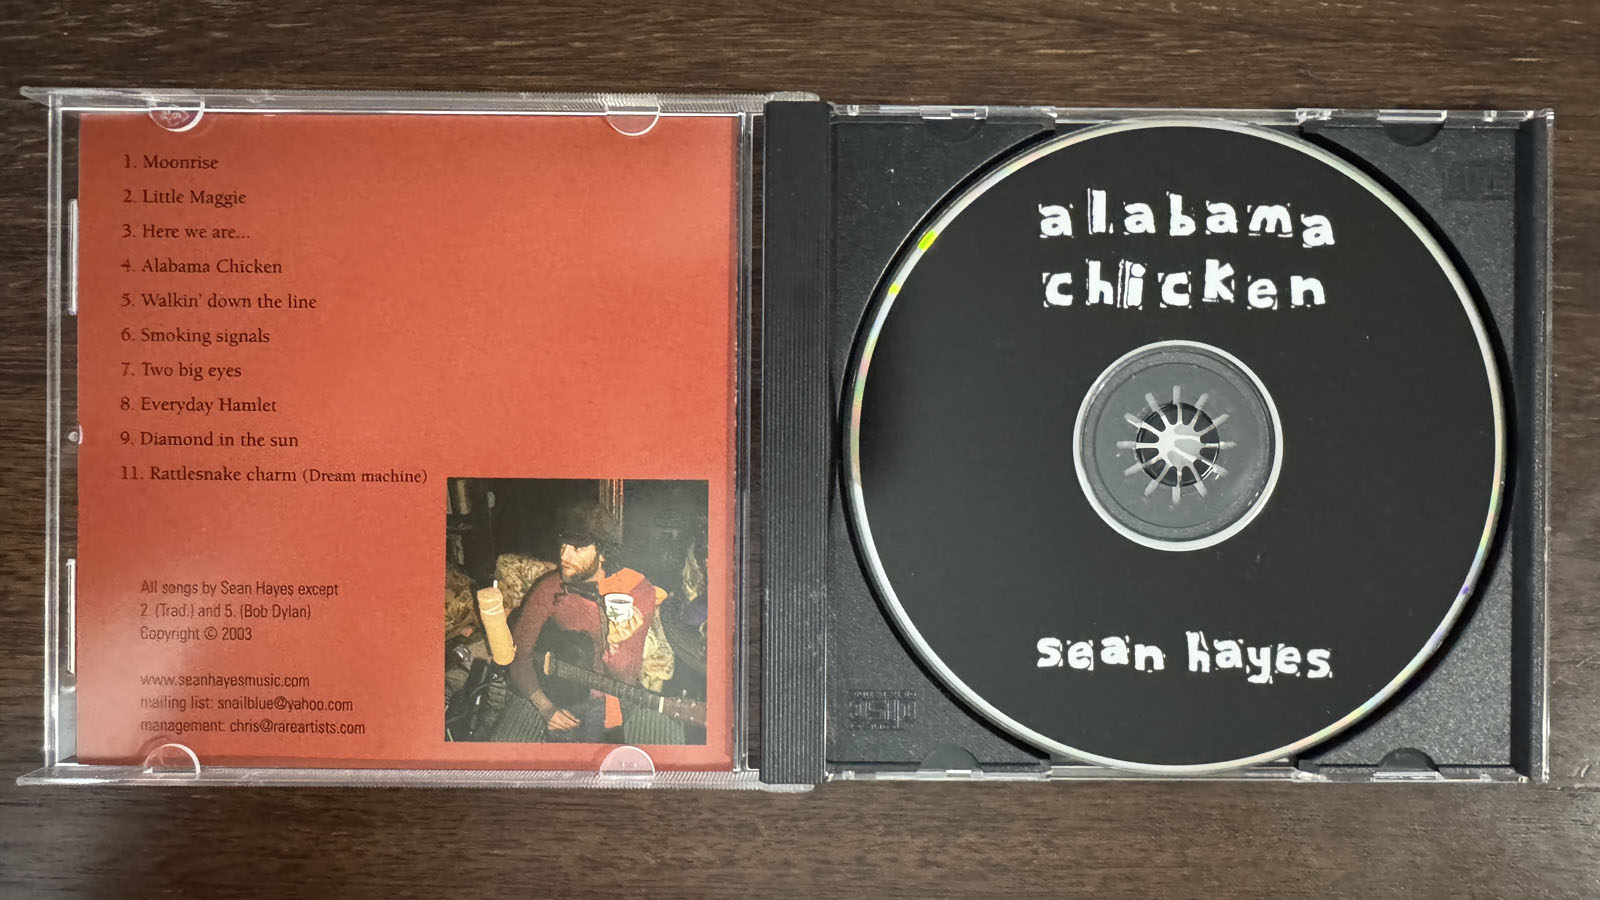 1. Moonrise
2. Little Maggie
3. Here we are...
4. Alabama Chicken
5. Walkin' down the line
6. Smoking signals
7. Two big eyes
8. Everyday Hamlet
9. Diamond in the sun
11. Rattlesnake charm (Dream machine)
All songs by Sean Hayes except
2. (Trad.) and 5. (Bob Dylan)
Copyright © 2003
www.seanhayesmusic.com
mailing list: snailblue@yahoo.com
management: chris@rareartists.com
alabama
chicken
sean hayes